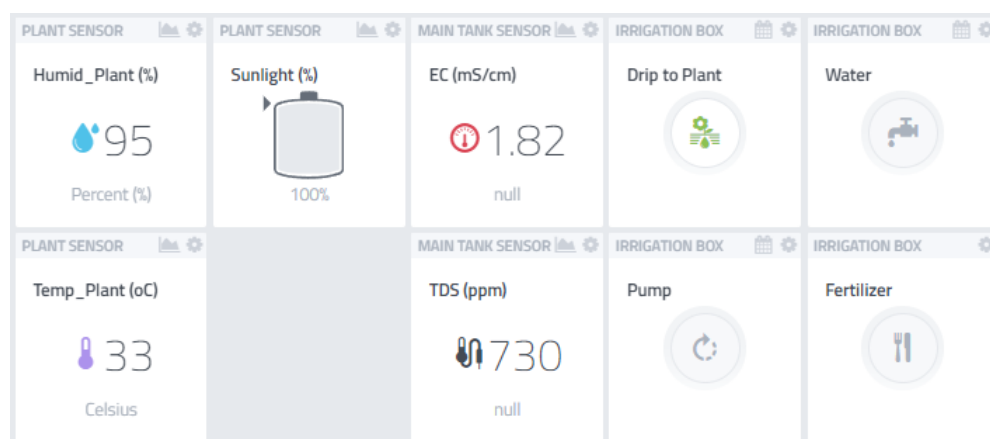 PLANT SENSOR
PLANT SENSOR
MAIN TANK SENSOR
IRRIGATION BOX
IRRIGATION BOX
Humid_Plant (%)
Sunlight (%)
EC (mS/cm)
Drip to Plant
Water
95
1.82
Percent (%)
100%
null
PLANT SENSOR
MAIN TANK SENSOR
IRRIGATION BOX
IRRIGATION BOX
Temp_Plant (oC)
TDS (ppm)
Pump
Fertilizer
33
730
Celsius
null